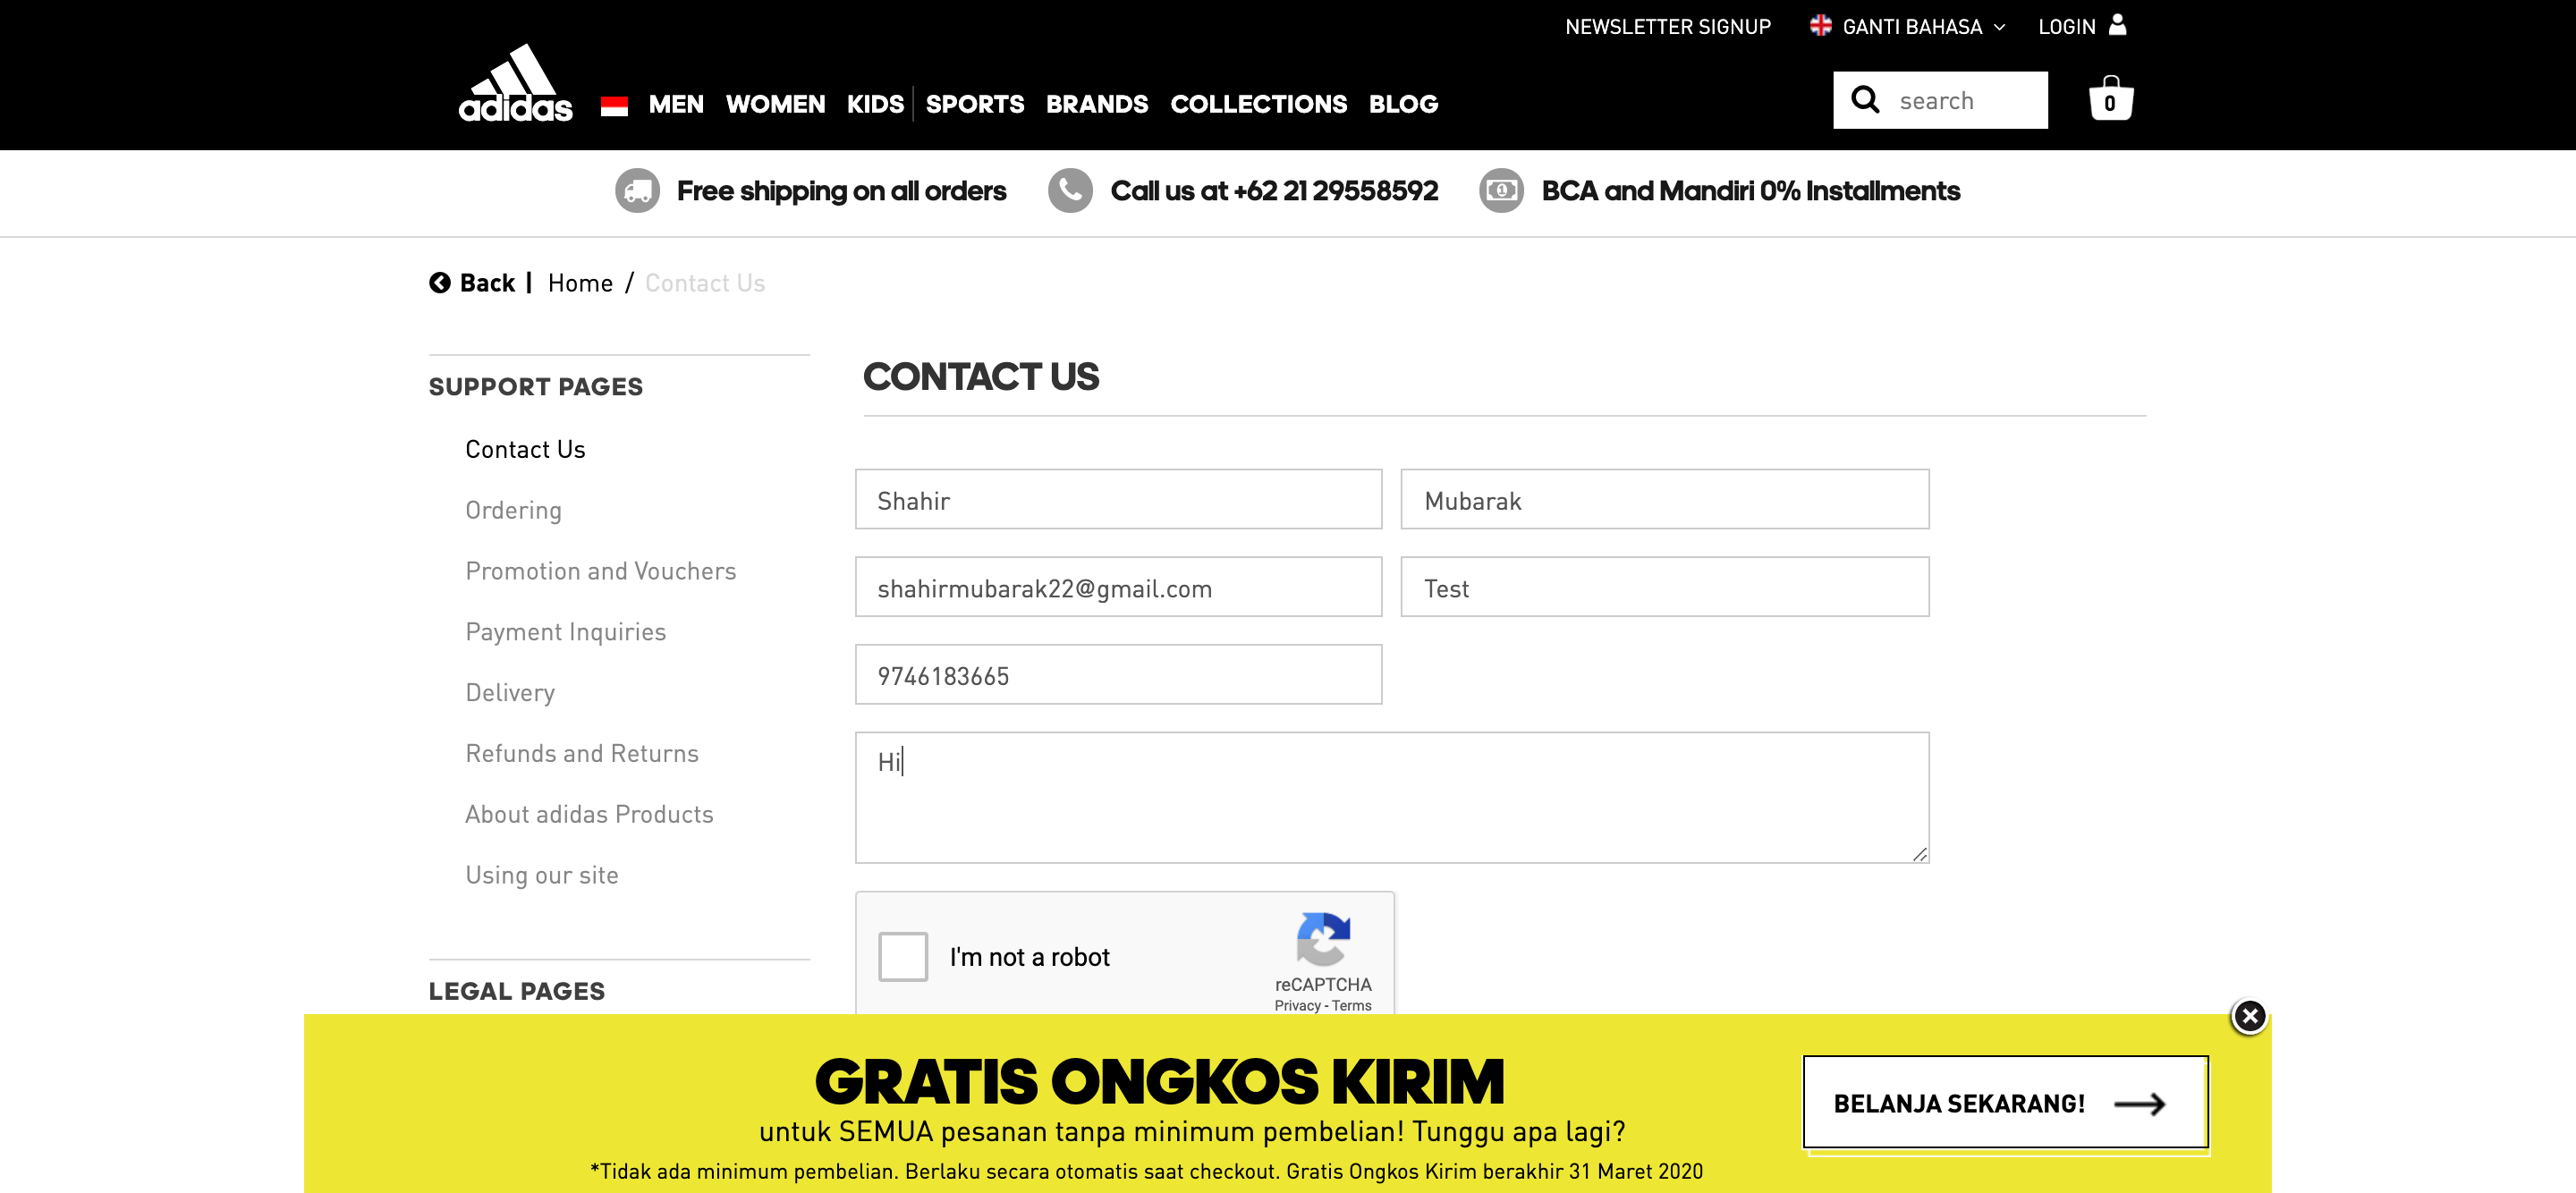 NEWSLETTER SIGNUP GANTI BAHASA LOGIN
adidas MEN WOMEN KIDS SPORTS BRANDS COLLECTIONS BLOG search 0
Free shipping on all orders Call us at +62 21 29558592 BCA and Mandiri 0% Installments
Back | Home / Contact Us
SUPPORT PAGES
Contact Us
Ordering
Promotion and Vouchers
Payment Inquiries
Delivery
Refunds and Returns
About adidas Products
Using our site
LEGAL PAGES
CONTACT US
Shahir Mubarak
shahirmubarak22@gmail.com Test
9746183665
Hi
I'm not a robot
reCAPTCHA
Privacy - Terms
GRATIS ONGKOS KIRIM
untuk SEMUA pesanan tanpa minimum pembelian! Tunggu apa lagi?
*Tidak ada minimum pembelian. Berlaku secara otomatis saat checkout. Gratis Ongkos Kirim berakhir 31 Maret 2020
BELANJA SEKARANG!